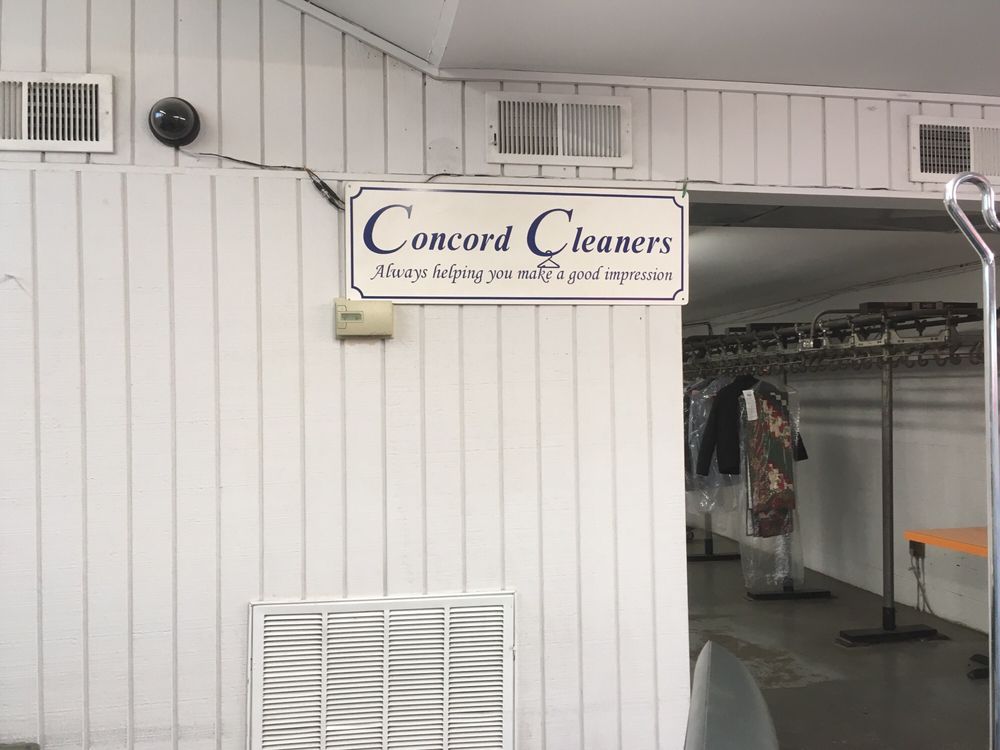 Concord Cleaners
Always helping you make a good impression